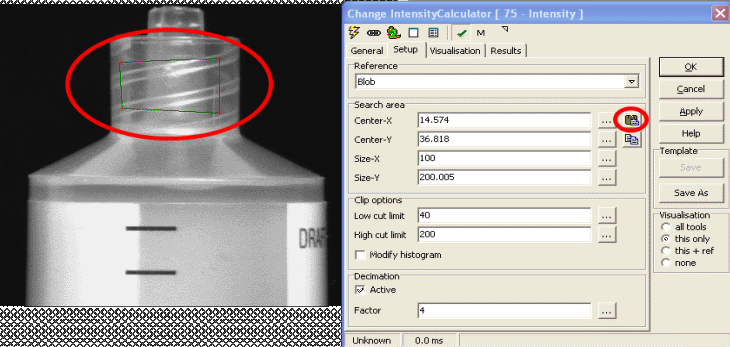 Change IntensityCalculator [ 75 - Intensity ]
M
General Setup Visualisation Results
Reference
Blob
Search area
Center-X 14.574 ...
Center-Y 36.818 ...
Size-X 100 ...
Size-Y 200.005 ...
Clip options
Low cut limit 40 ...
High cut limit 200 ...
Modify histogram
Decimation
Active
Factor 4 ...
Unknown 0.0 ms
OK
Cancel
Apply
Help
Template
Save
Save As
Visualisation
all tools
this only
this + ref
none
DRAF